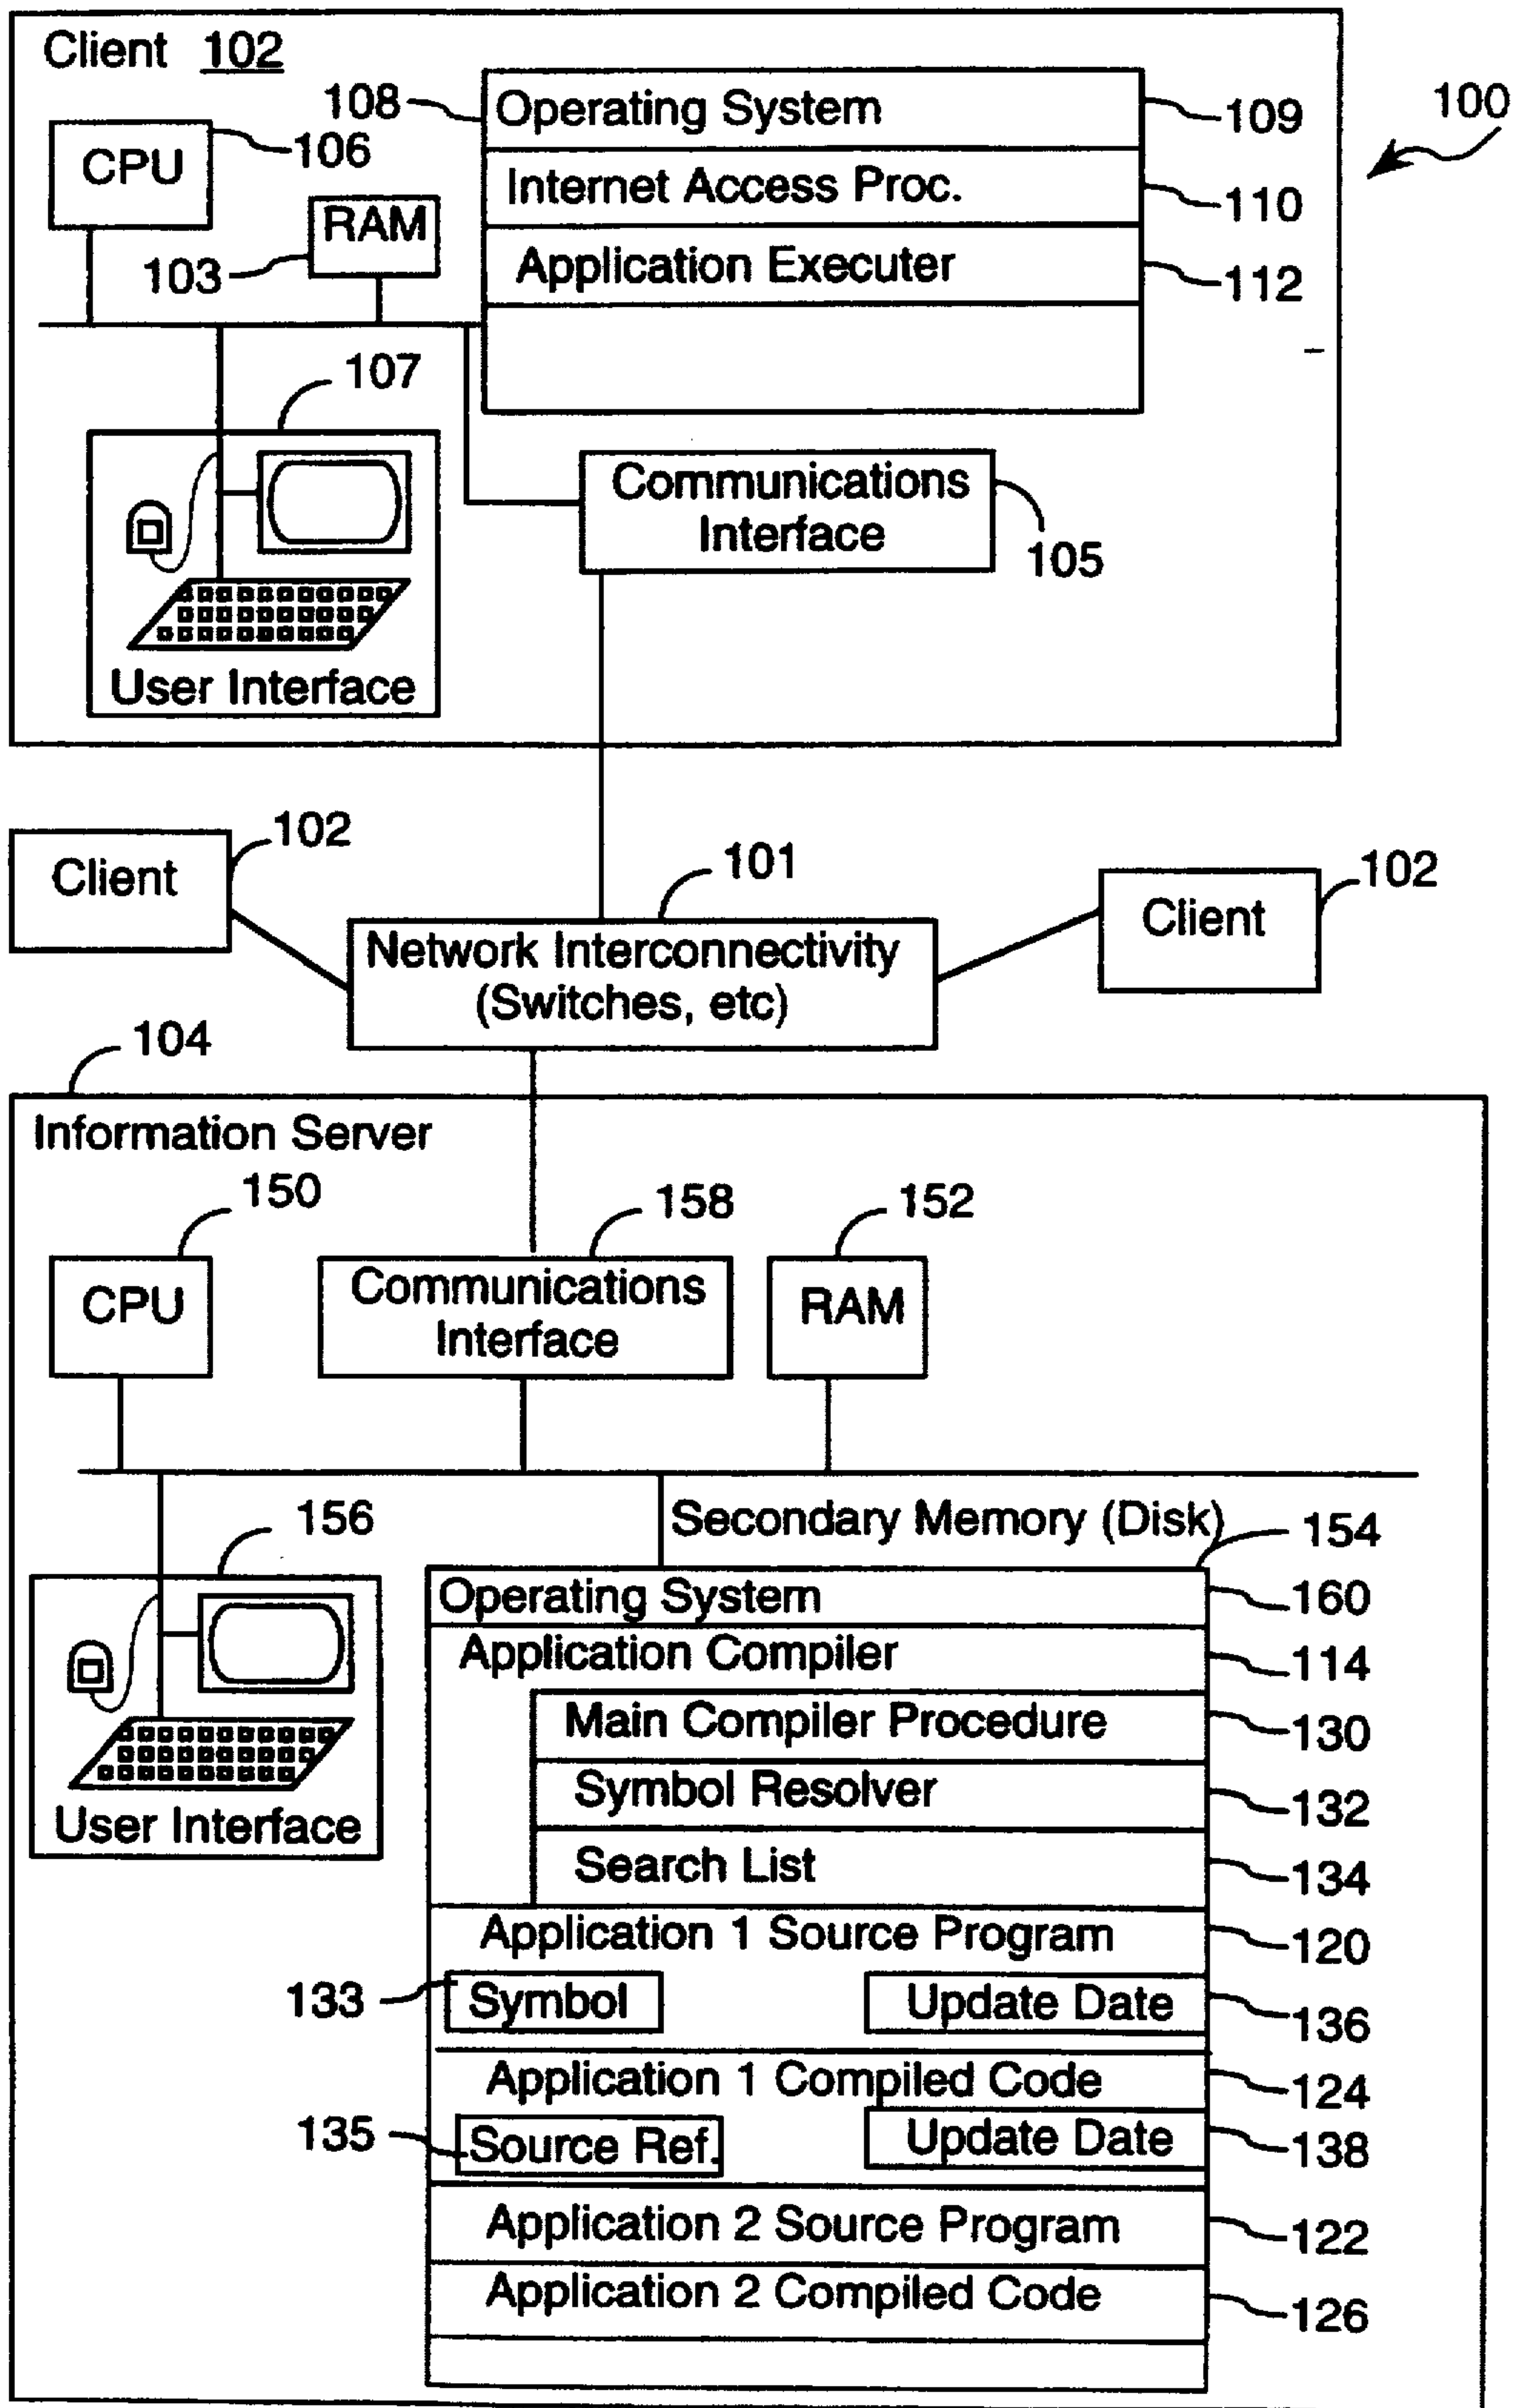 Client 102
108
Operating System
109
100
CPU
106
Internet Access Proc.
110
RAM
103
Application Executer
112
107
Communications
Interface
105
User Interface
Client
102
101
Client
102
Network Interconnectivity
(Switches, etc)
104
Information Server
150
158
152
CPU
Communications
Interface
RAM
156
Secondary Memory (Disk)
154
Operating System
160
Application Compiler
114
Main Compiler Procedure
130
Symbol Resolver
132
User Interface
Search List
134
Application 1 Source Program
120
133
Symbol
Update Date
136
Application 1 Compiled Code
124
135
Source Ref.
Update Date
138
Application 2 Source Program
122
Application 2 Compiled Code
126